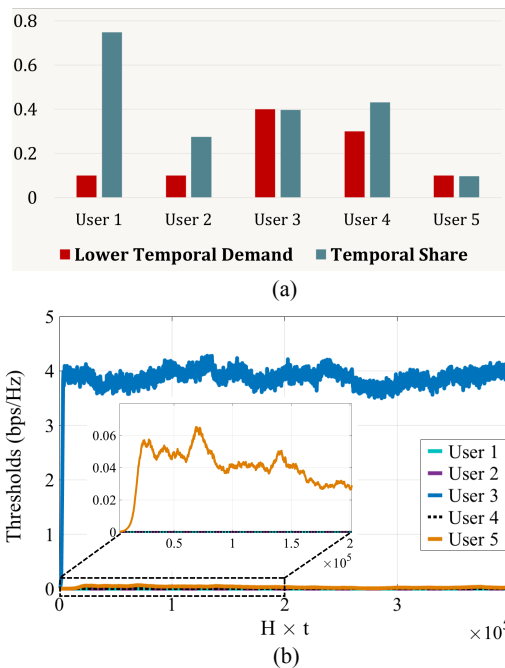 0.8
0.6
0.4
0.2
0
User 1 User 2 User 3 User 4 User 5
Lower Temporal Demand Temporal Share
(a)
5
4
3
2
1
0
Thresholds (bps/Hz)
0.06
0.04
0.02
0
0.5 1 1.5 2
×10⁵
User 1
User 2
User 3
User 4
User 5
0 1 2 3
H × t
(b)